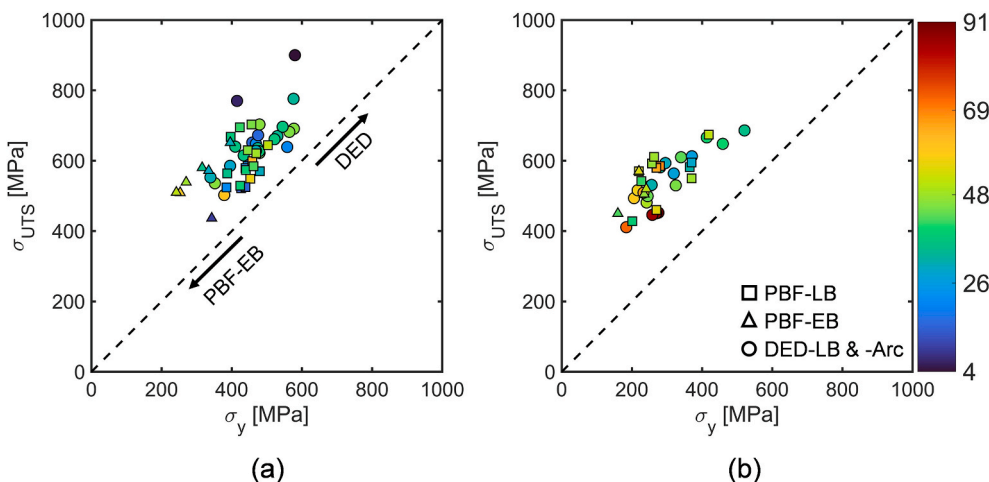 1000
800
600
400
200
0
σUTS [MPa]
0 200 400 600 800 1000
σy [MPa]
DED
PBF-EB
(a)
1000
800
600
400
200
0
σUTS [MPa]
0 200 400 600 800 1000
σy [MPa]
PBF-LB
PBF-EB
DED-LB & -Arc
(b)
91
69
48
26
4